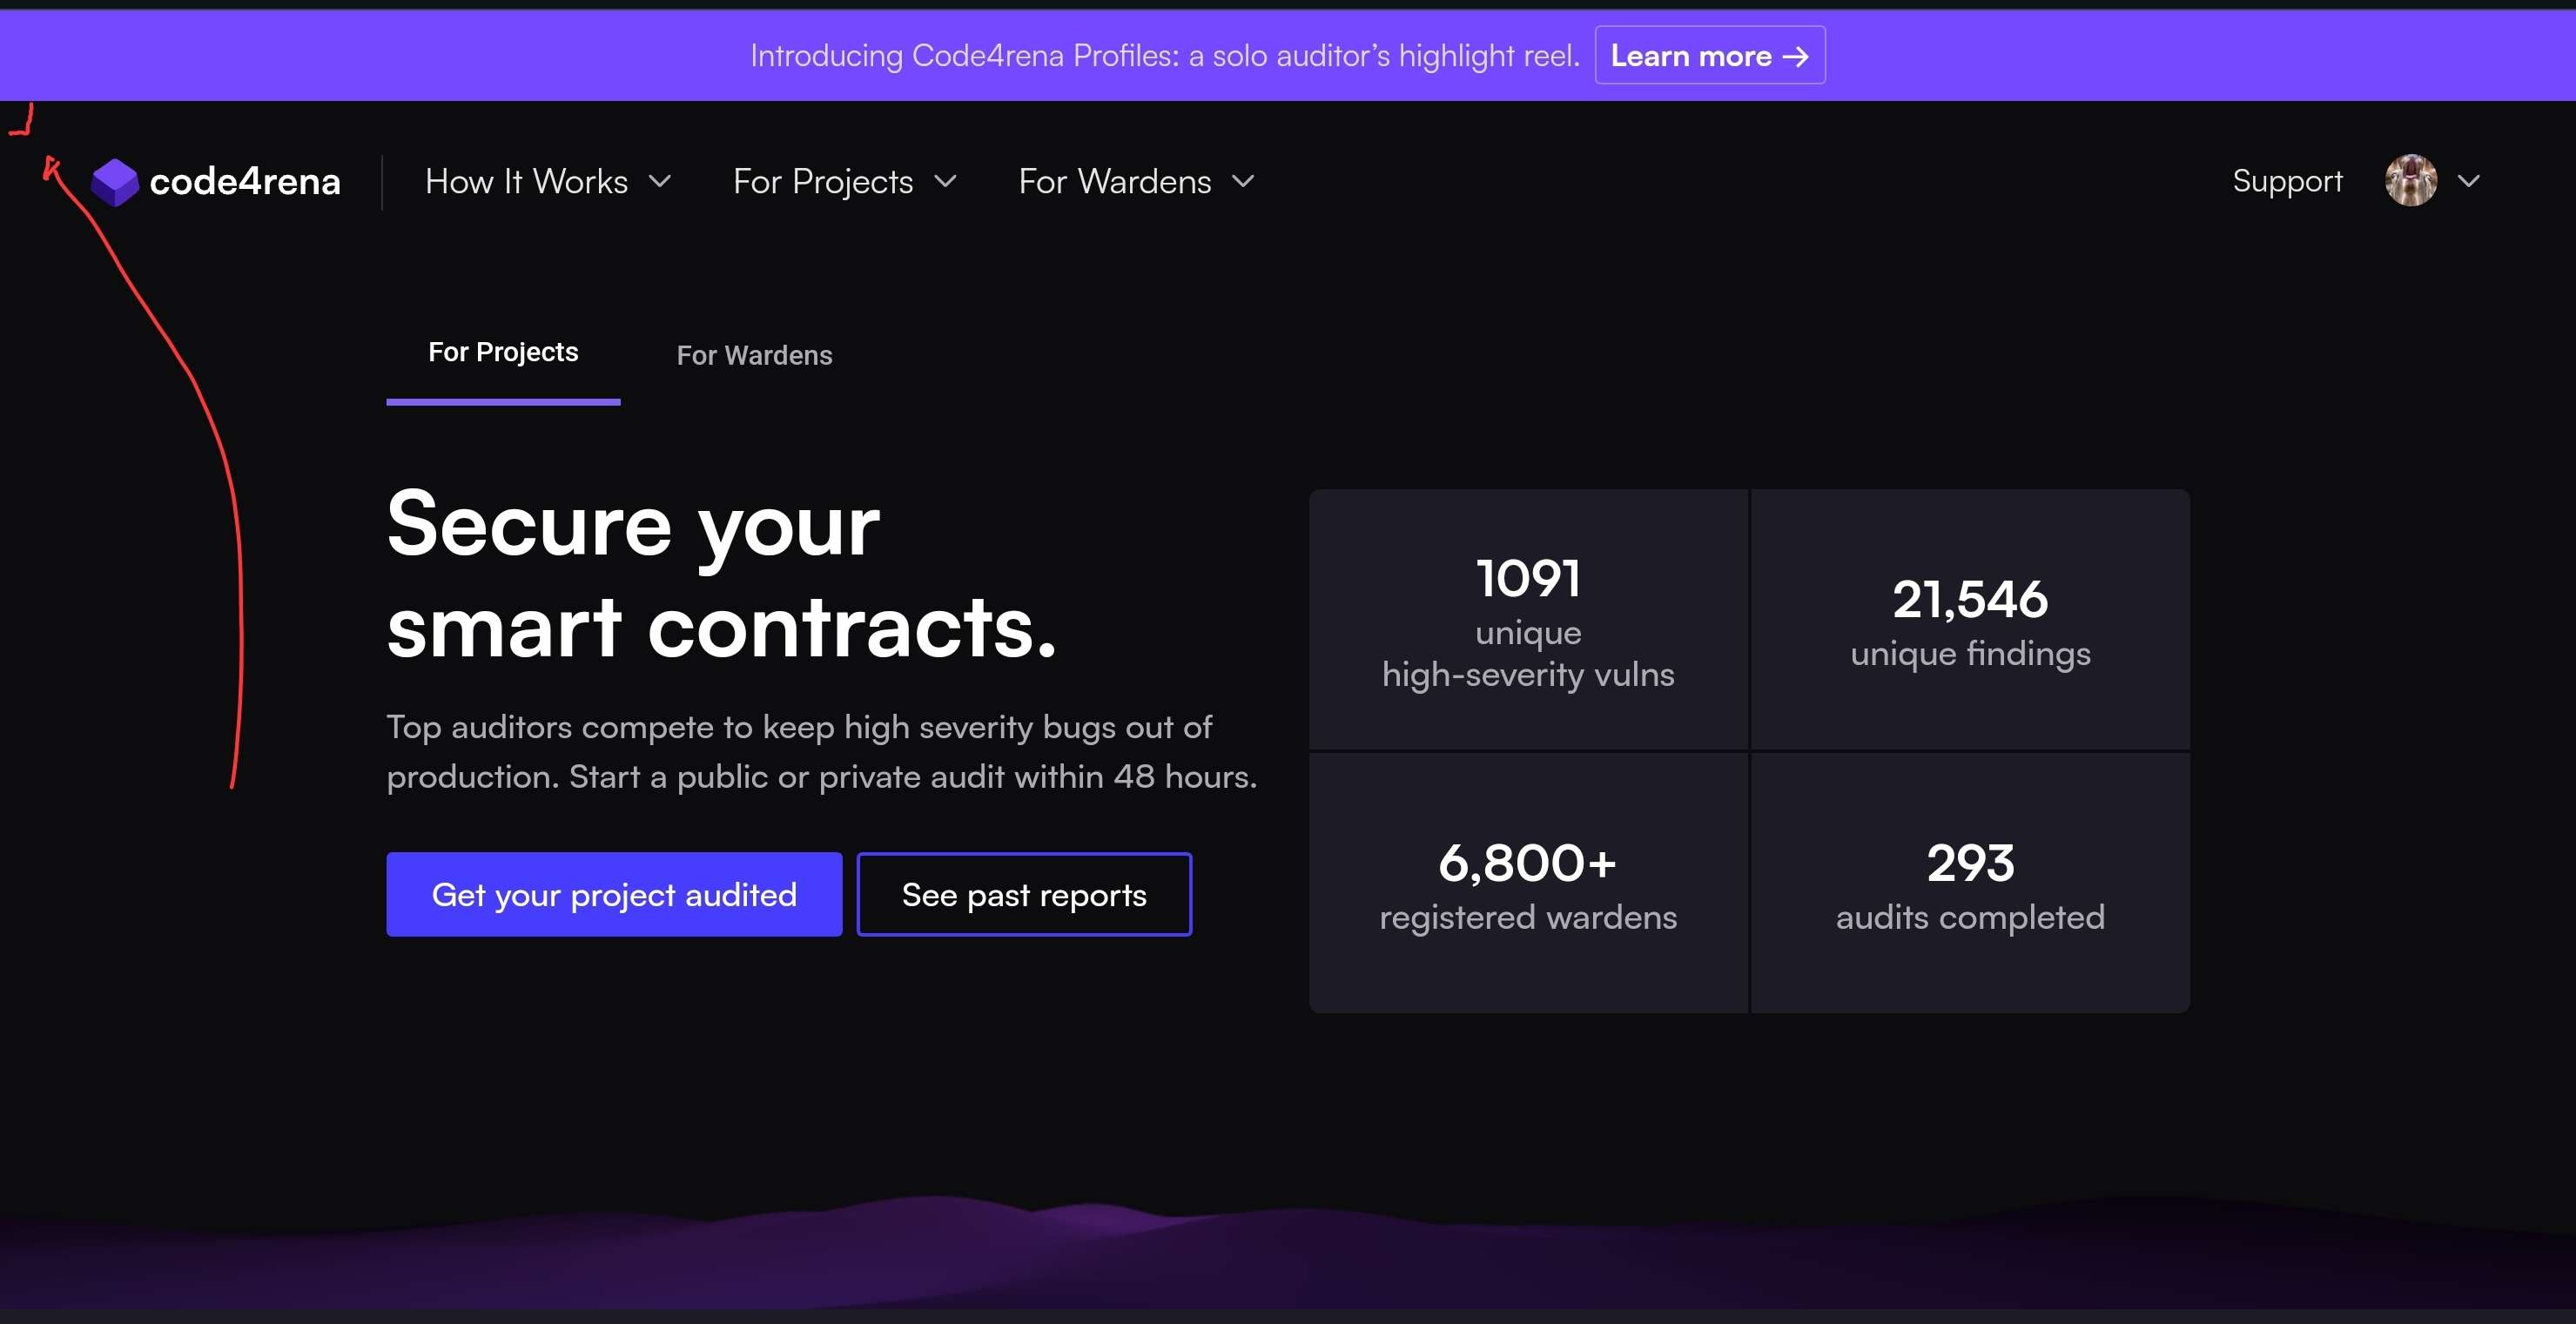 Introducing Code4rena Profiles: a solo auditor’s highlight reel. Learn more →
code4rena How It Works For Projects For Wardens Support
For Projects For Wardens
Secure your
smart contracts.
Top auditors compete to keep high severity bugs out of
production. Start a public or private audit within 48 hours.
Get your project audited See past reports
1091
unique
high-severity vulns
21,546
unique findings
6,800+
registered wardens
293
audits completed